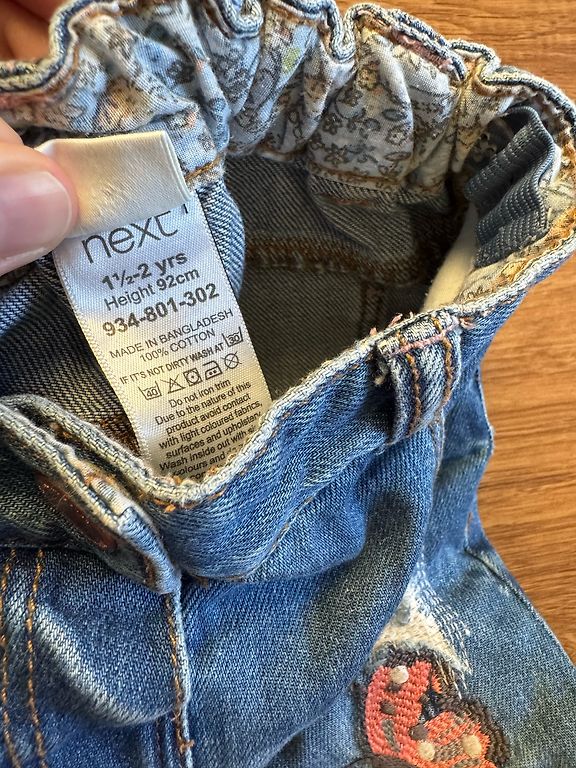 next
1½-2 yrs
Height 92cm
934-801-302
MADE IN BANGLADESH
100% COTTON
IF IT'S NOT DIRTY WASH AT 30
40
Do not iron trim
Due to the nature of this
product avoid contact
with light coloured fabrics,
surfaces and upholstery
Wash inside out with
colours and